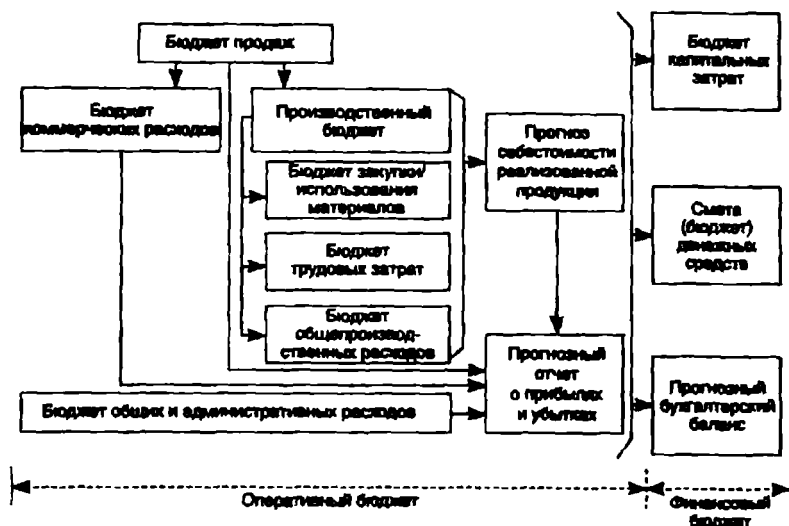 Бюджет продаж
Бюджет
коммерческих расходов
Производственный
бюджет
Бюджет закупки/
использования
материалов
Бюджет
трудовых затрат
Бюджет
общепроизвод-
ственных расходов
Бюджет общих и административных расходов
Прогноз
себестоимости
реализованной
продукции
Прогнозный
отчет
о прибылях
и убытках
Бюджет
капитальных
затрат
Смета
(бюджет)
денежных
средств
Прогнозный
бухгалтерский
баланс
Оперативный бюджет
Финансовый
бюджет